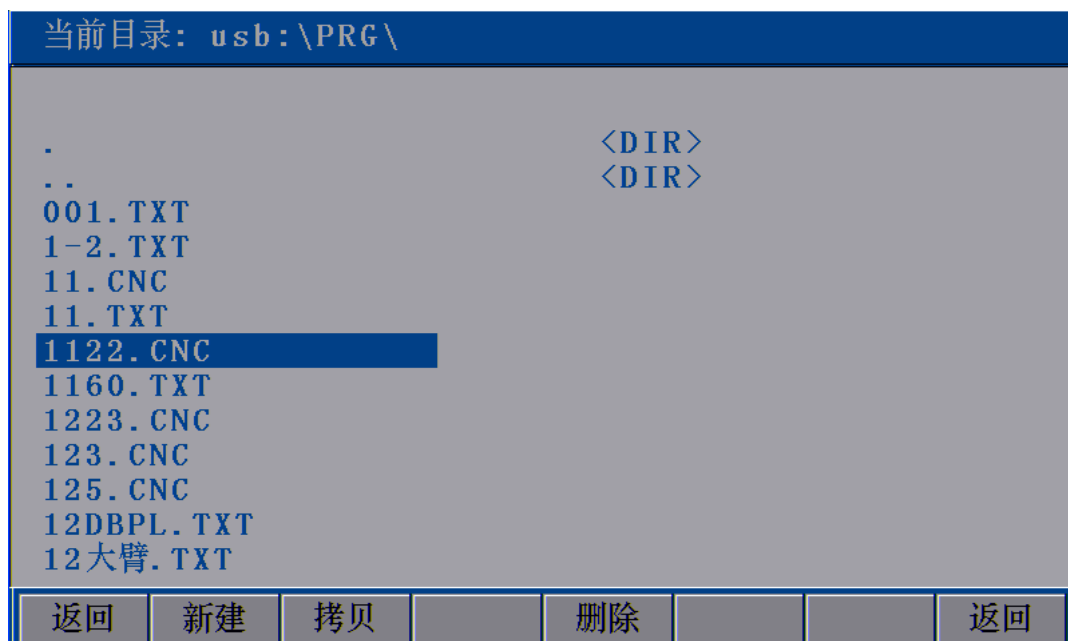 当前目录: usb:\PRG\
. <DIR>
.. <DIR>
001.TXT
1-2.TXT
11.CNC
11.TXT
1122.CNC
1160.TXT
1223.CNC
123.CNC
125.CNC
12DBPL.TXT
12大臂.TXT
返回 新建 拷贝 删除 返回